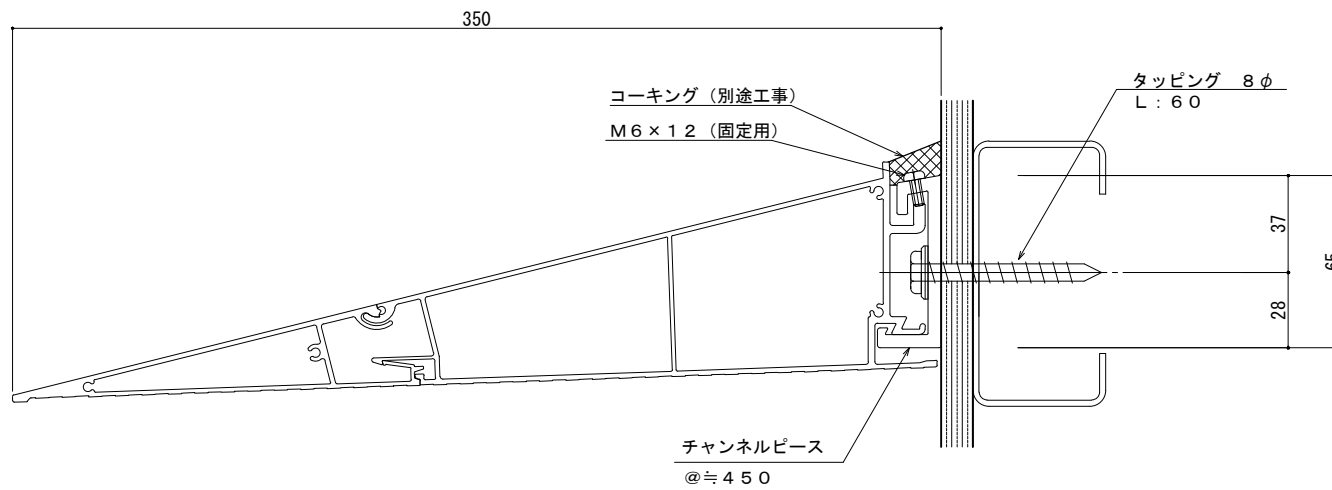 350
タッピング　８φ
Ｌ：６０
コーキング（別途工事）
Ｍ６×１２（固定用）
37
65
28
チャンネルピース
＠≒４５０